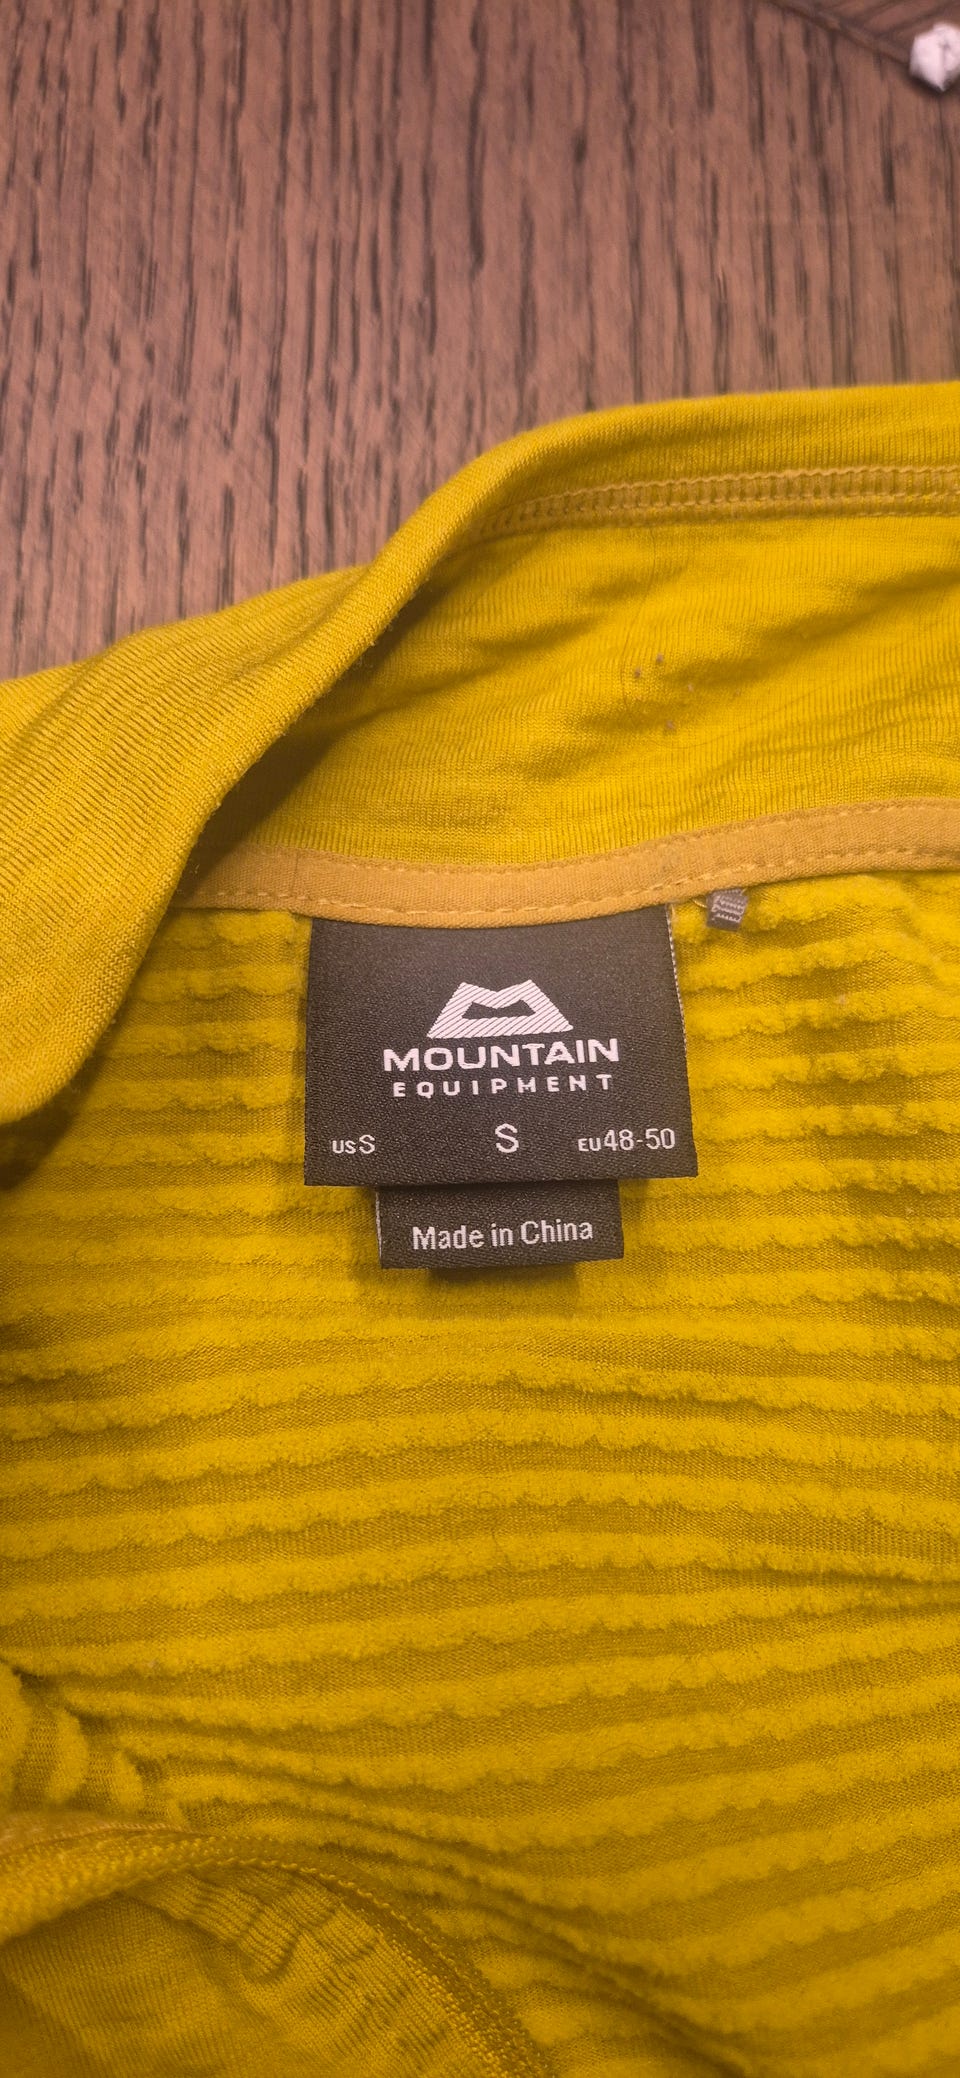 MOUNTAIN
EQUIPMENT
US S S EU 48-50
Made in China